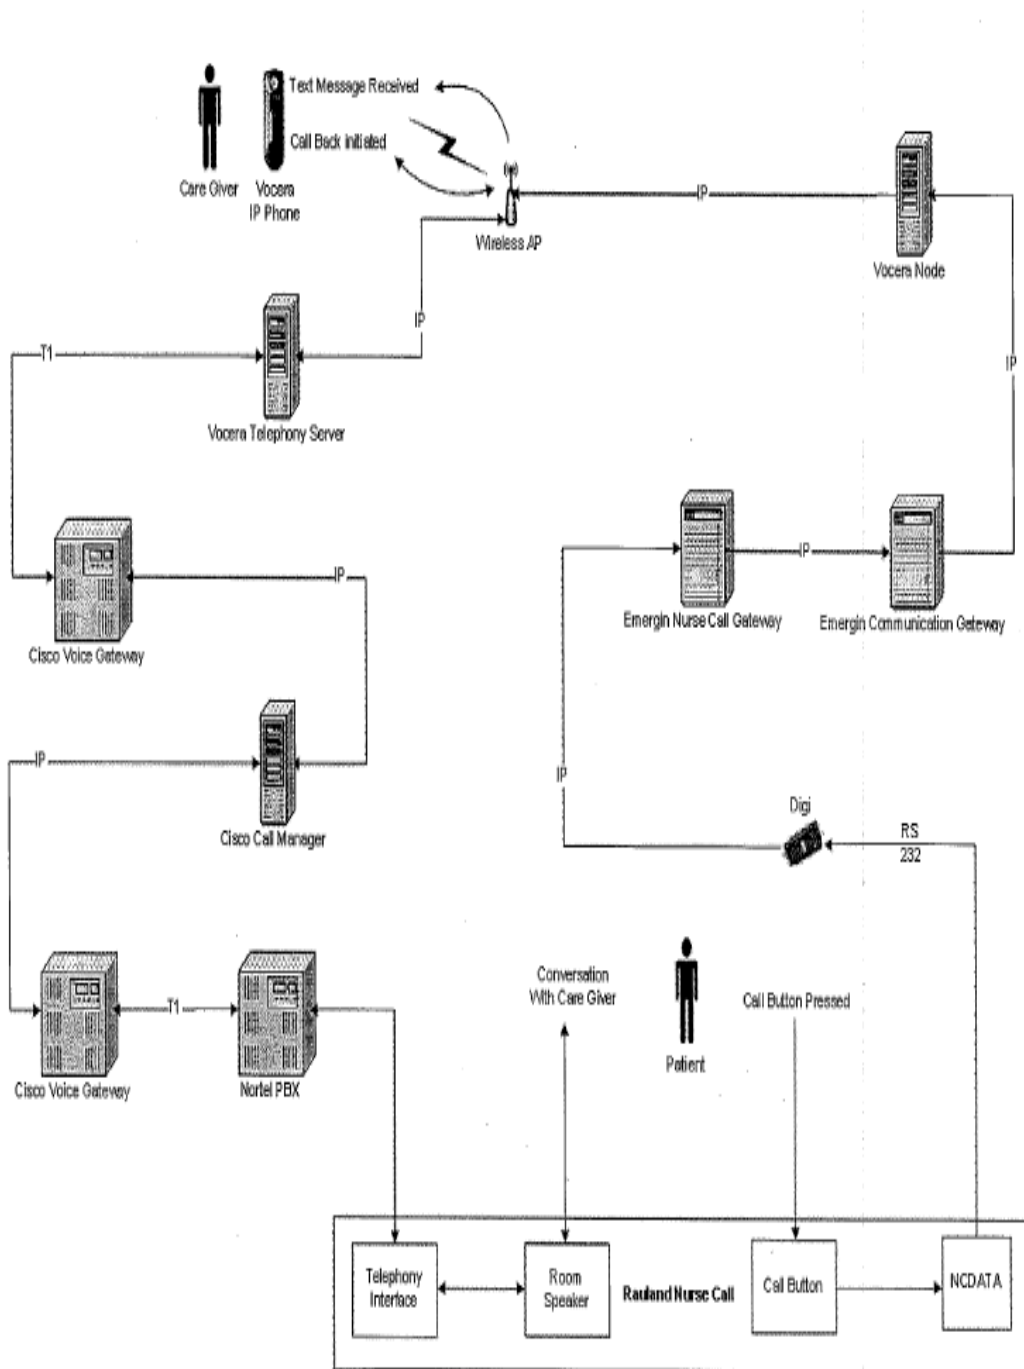 Text Message Received
Call Back initiated
Care Giver
Vocera
IP Phone
IP
Wireless AP
Vocera Node
IP
T1
IP
Vocera Telephony Server
IP
IP
Emergin Nurse Call Gateway
Emergin Communication Gateway
Cisco Voice Gateway
IP
IP
Digi
RS
232
Cisco Call Manager
Conversation
With Care Giver
Call Button Pressed
T1
Patient
Cisco Voice Gateway
Nortel PBX
Telephony
Interface
Room
Speaker
Rauland Nurse Call
Call Button
NCDATA